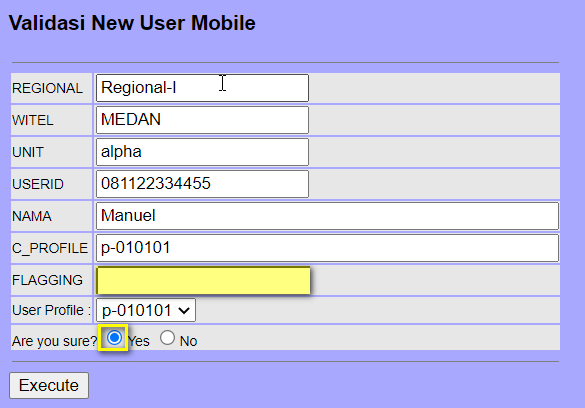 Validasi New User Mobile
REGIONAL Regional-I
WITEL MEDAN
UNIT alpha
USERID 081122334455
NAMA Manuel
C_PROFILE p-010101
FLAGGING
User Profile : p-010101
Are you sure? Yes No
Execute